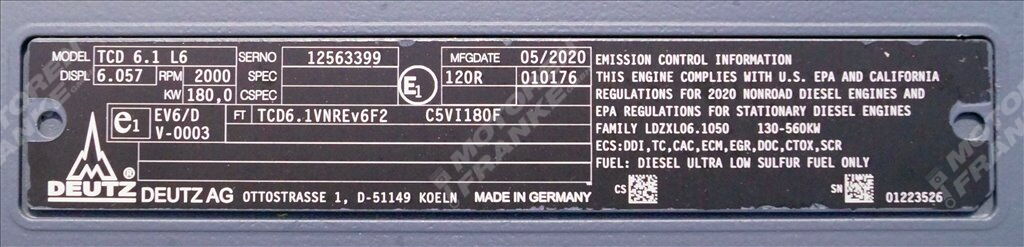 MODEL TCD 6.1 L6 SERNO 12563399 MFGDATE 05/2020
DISPL 6.057 RPM 2000 SPEC E1 120R 010176
KW 180,0 CSPEC
e1 EV6/D FT TCD6.1VNREv6F2 C5VI180F
V-0003
DEUTZ DEUTZ AG OTTOSTRASSE 1, D-51149 KOELN MADE IN GERMANY
EMISSION CONTROL INFORMATION
THIS ENGINE COMPLIES WITH U.S. EPA AND CALIFORNIA
REGULATIONS FOR 2020 NONROAD DIESEL ENGINES AND
EPA REGULATIONS FOR STATIONARY DIESEL ENGINES
FAMILY LDZXL06.1050 130-560KW
ECS:DDI,TC,CAC,ECM,EGR,DOC,CTOX,SCR
FUEL: DIESEL ULTRA LOW SULFUR FUEL ONLY
CS SN 01223526
MOTOREN FRANKE